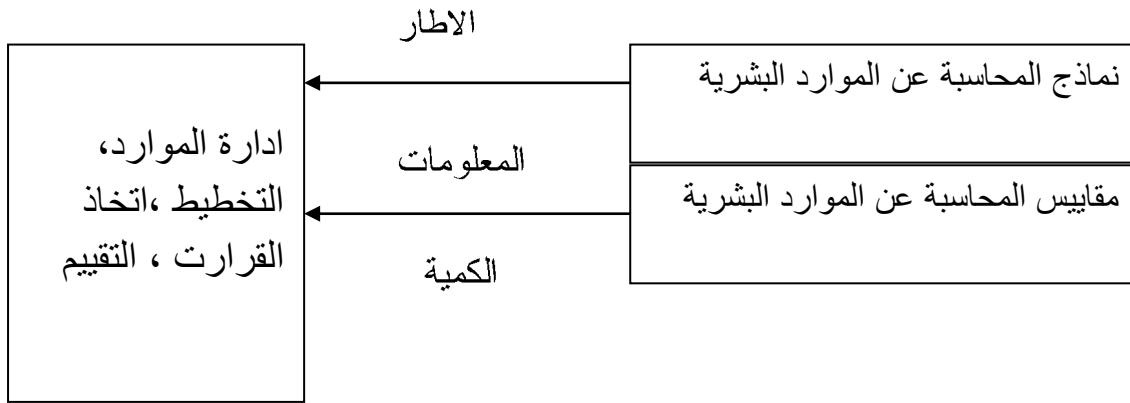 الاطار
نماذج المحاسبة عن الموارد البشرية
المعلومات
مقاييس المحاسبة عن الموارد البشرية
الكمية
ادارة الموارد،
التخطيط ،اتخاذ
القرارت ، التقييم